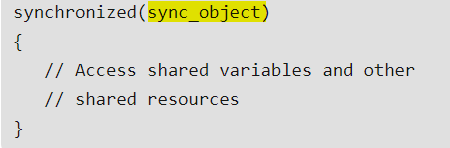 synchronized(sync_object)
{
// Access shared variables and other
// shared resources
}